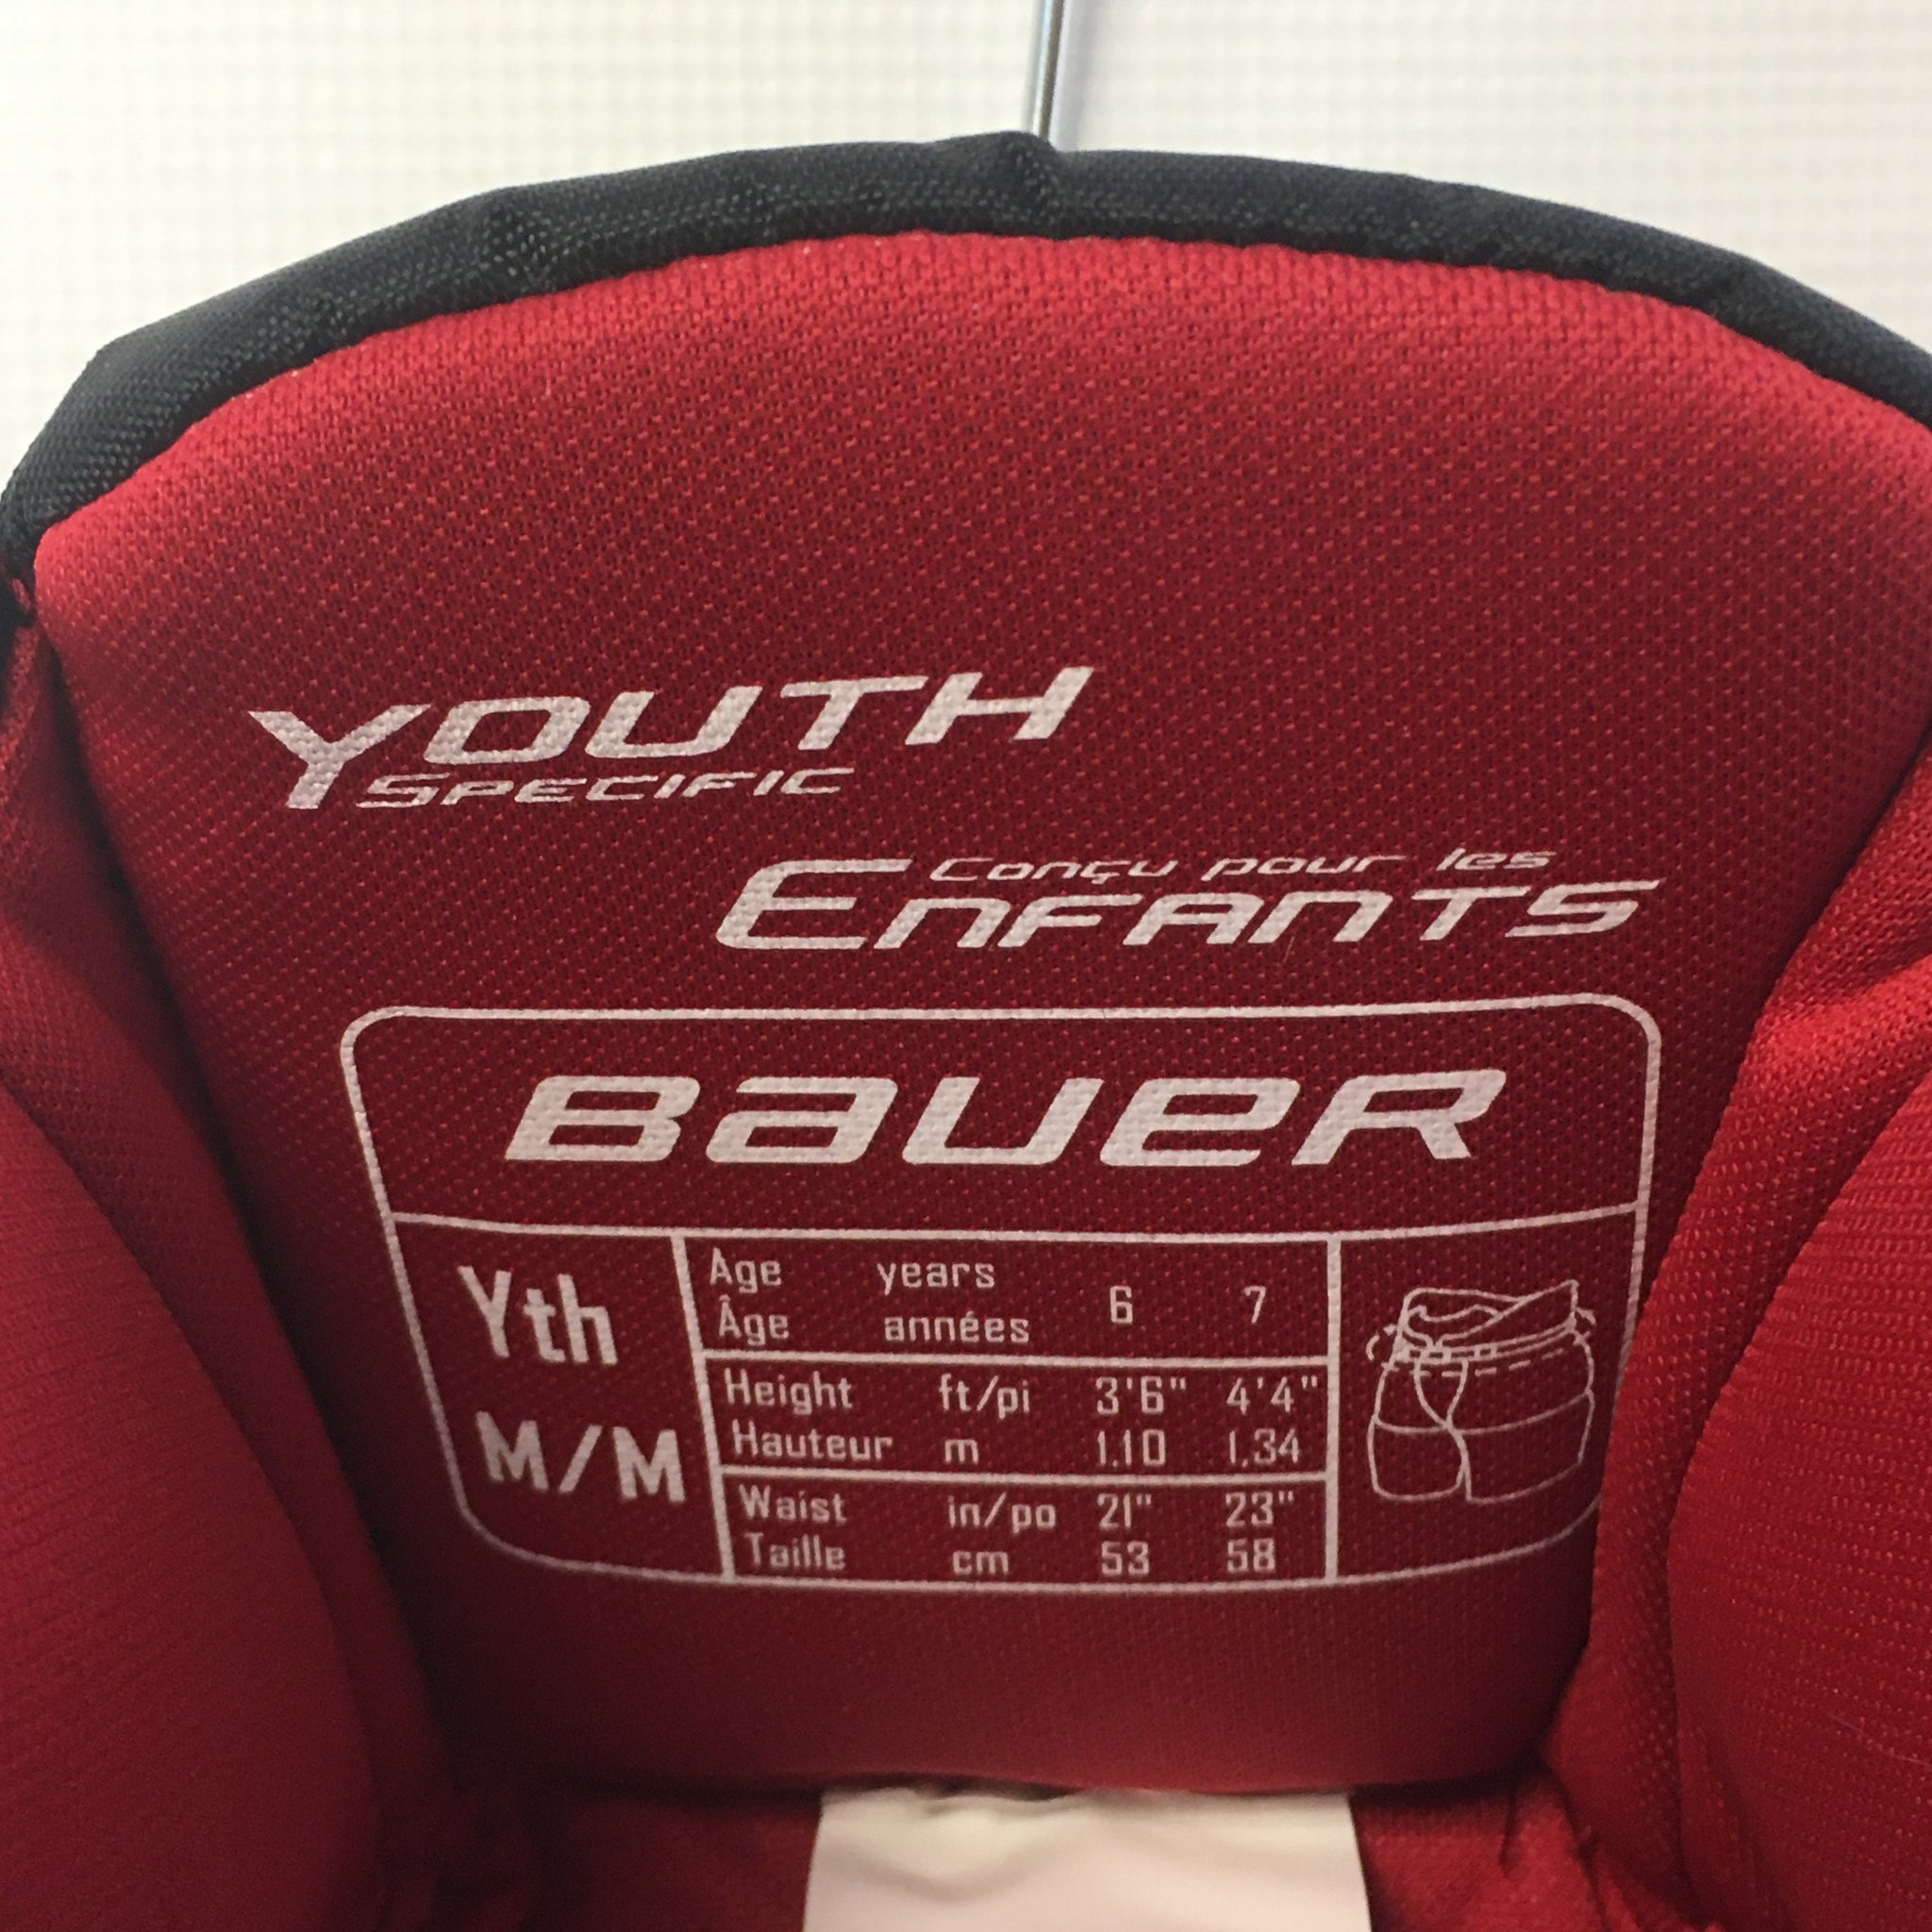 YOUTH
SPECIFIC
Conçu pour les
ENFANTS
BAUER
Yth
M/M
Age years
Âge années 6 7
Height ft/pi 3'6" 4'4"
Hauteur m 1.10 1.34
Waist in/po 21" 23"
Taille cm 53 58